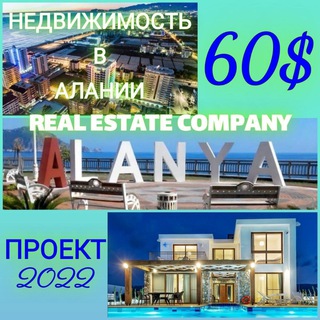 НЕДВИЖИМОСТЬ
В
АЛАНИИ
60$
REAL ESTATE COMPANY
ALANYA
ПРОЕКТ
2022